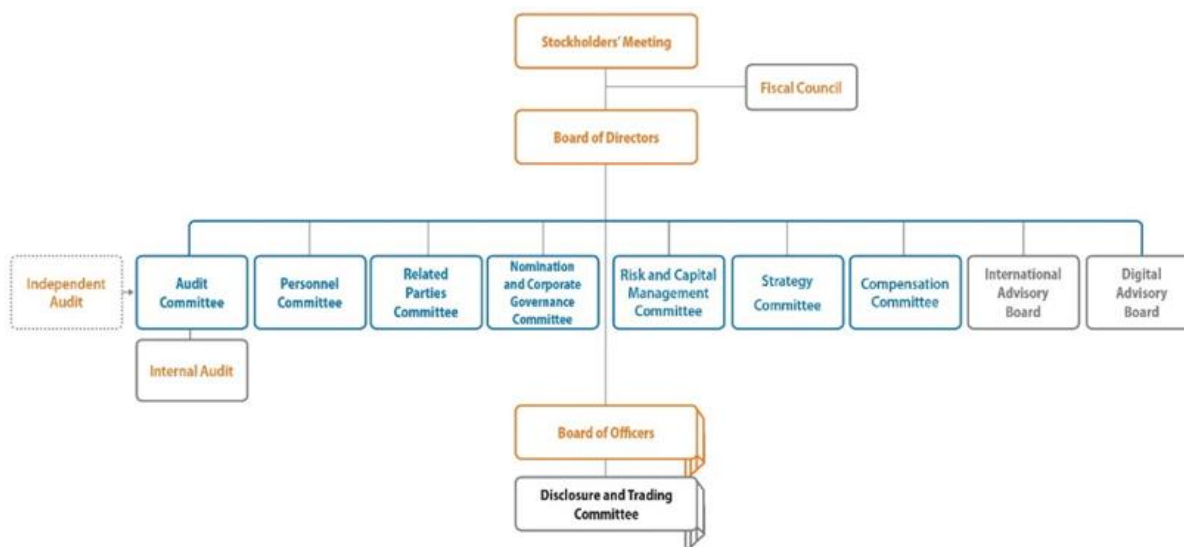 Stockholders' Meeting
Fiscal Council
Board of Directors
Independent
Audit
Audit
Committee
Personnel
Committee
Related
Parties
Committee
Nomination
and Corporate
Governance
Committee
Risk and Capital
Management
Committee
Strategy
Committee
Compensation
Committee
International
Advisory
Board
Digital
Advisory
Board
Internal Audit
Board of Officers
Disclosure and Trading
Committee